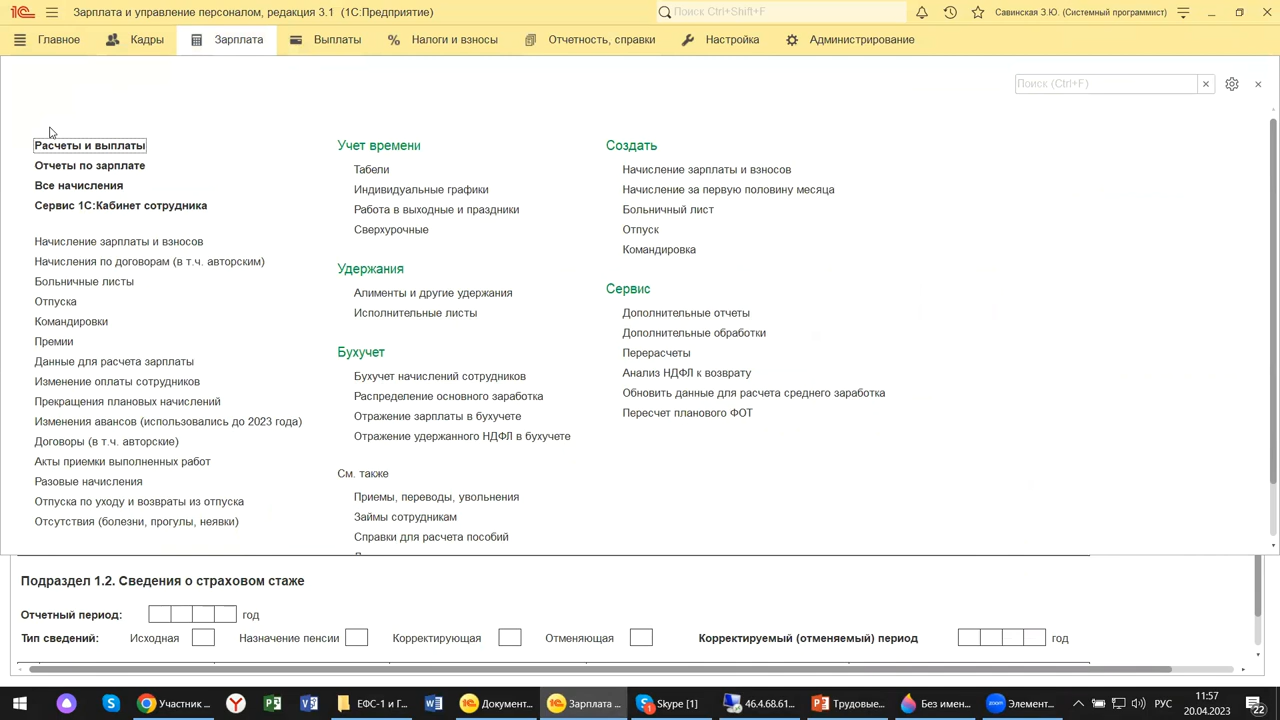 Зарплата и управление персоналом, редакция 3.1 (1С:Предприятие)
Поиск Ctrl+Shift+F
Савинская З.Ю. (Системный программист)
Главное
Кадры
Зарплата
Выплаты
Налоги и взносы
Отчетность, справки
Настройка
Администрирование
Поиск (Ctrl+F)
Расчеты и выплаты
Отчеты по зарплате
Все начисления
Сервис 1С:Кабинет сотрудника
Начисление зарплаты и взносов
Начисления по договорам (в т.ч. авторским)
Больничные листы
Отпуска
Командировки
Премии
Данные для расчета зарплаты
Изменение оплаты сотрудников
Прекращения плановых начислений
Изменения авансов (использовались до 2023 года)
Договоры (в т.ч. авторские)
Акты приемки выполненных работ
Разовые начисления
Отпуска по уходу и возвраты из отпуска
Отсутствия (болезни, прогулы, неявки)
Учет времени
Табели
Индивидуальные графики
Работа в выходные и праздники
Сверхурочные
Удержания
Алименты и другие удержания
Исполнительные листы
Бухучет
Бухучет начислений сотрудников
Распределение основного заработка
Отражение зарплаты в бухучете
Отражение удержанного НДФЛ в бухучете
См. также
Приемы, переводы, увольнения
Займы сотрудникам
Справки для расчета пособий
Создать
Начисление зарплаты и взносов
Начисление за первую половину месяца
Больничный лист
Отпуск
Командировка
Сервис
Дополнительные отчеты
Дополнительные обработки
Перерасчеты
Анализ НДФЛ к возврату
Обновить данные для расчета среднего заработка
Пересчет планового ФОТ
Подраздел 1.2. Сведения о страховом стаже
Отчетный период: год
Тип сведений: Исходная Назначение пенсии Корректирующая Отменяющая Корректируемый (отменяемый) период год
Участник ...
ЕФС-1 и Г...
Документ...
Зарплата ...
Skype [1]
46.4.68.61...
Трудовые...
Без имен...
Элемент...
РУС
11:57
20.04.2023
22